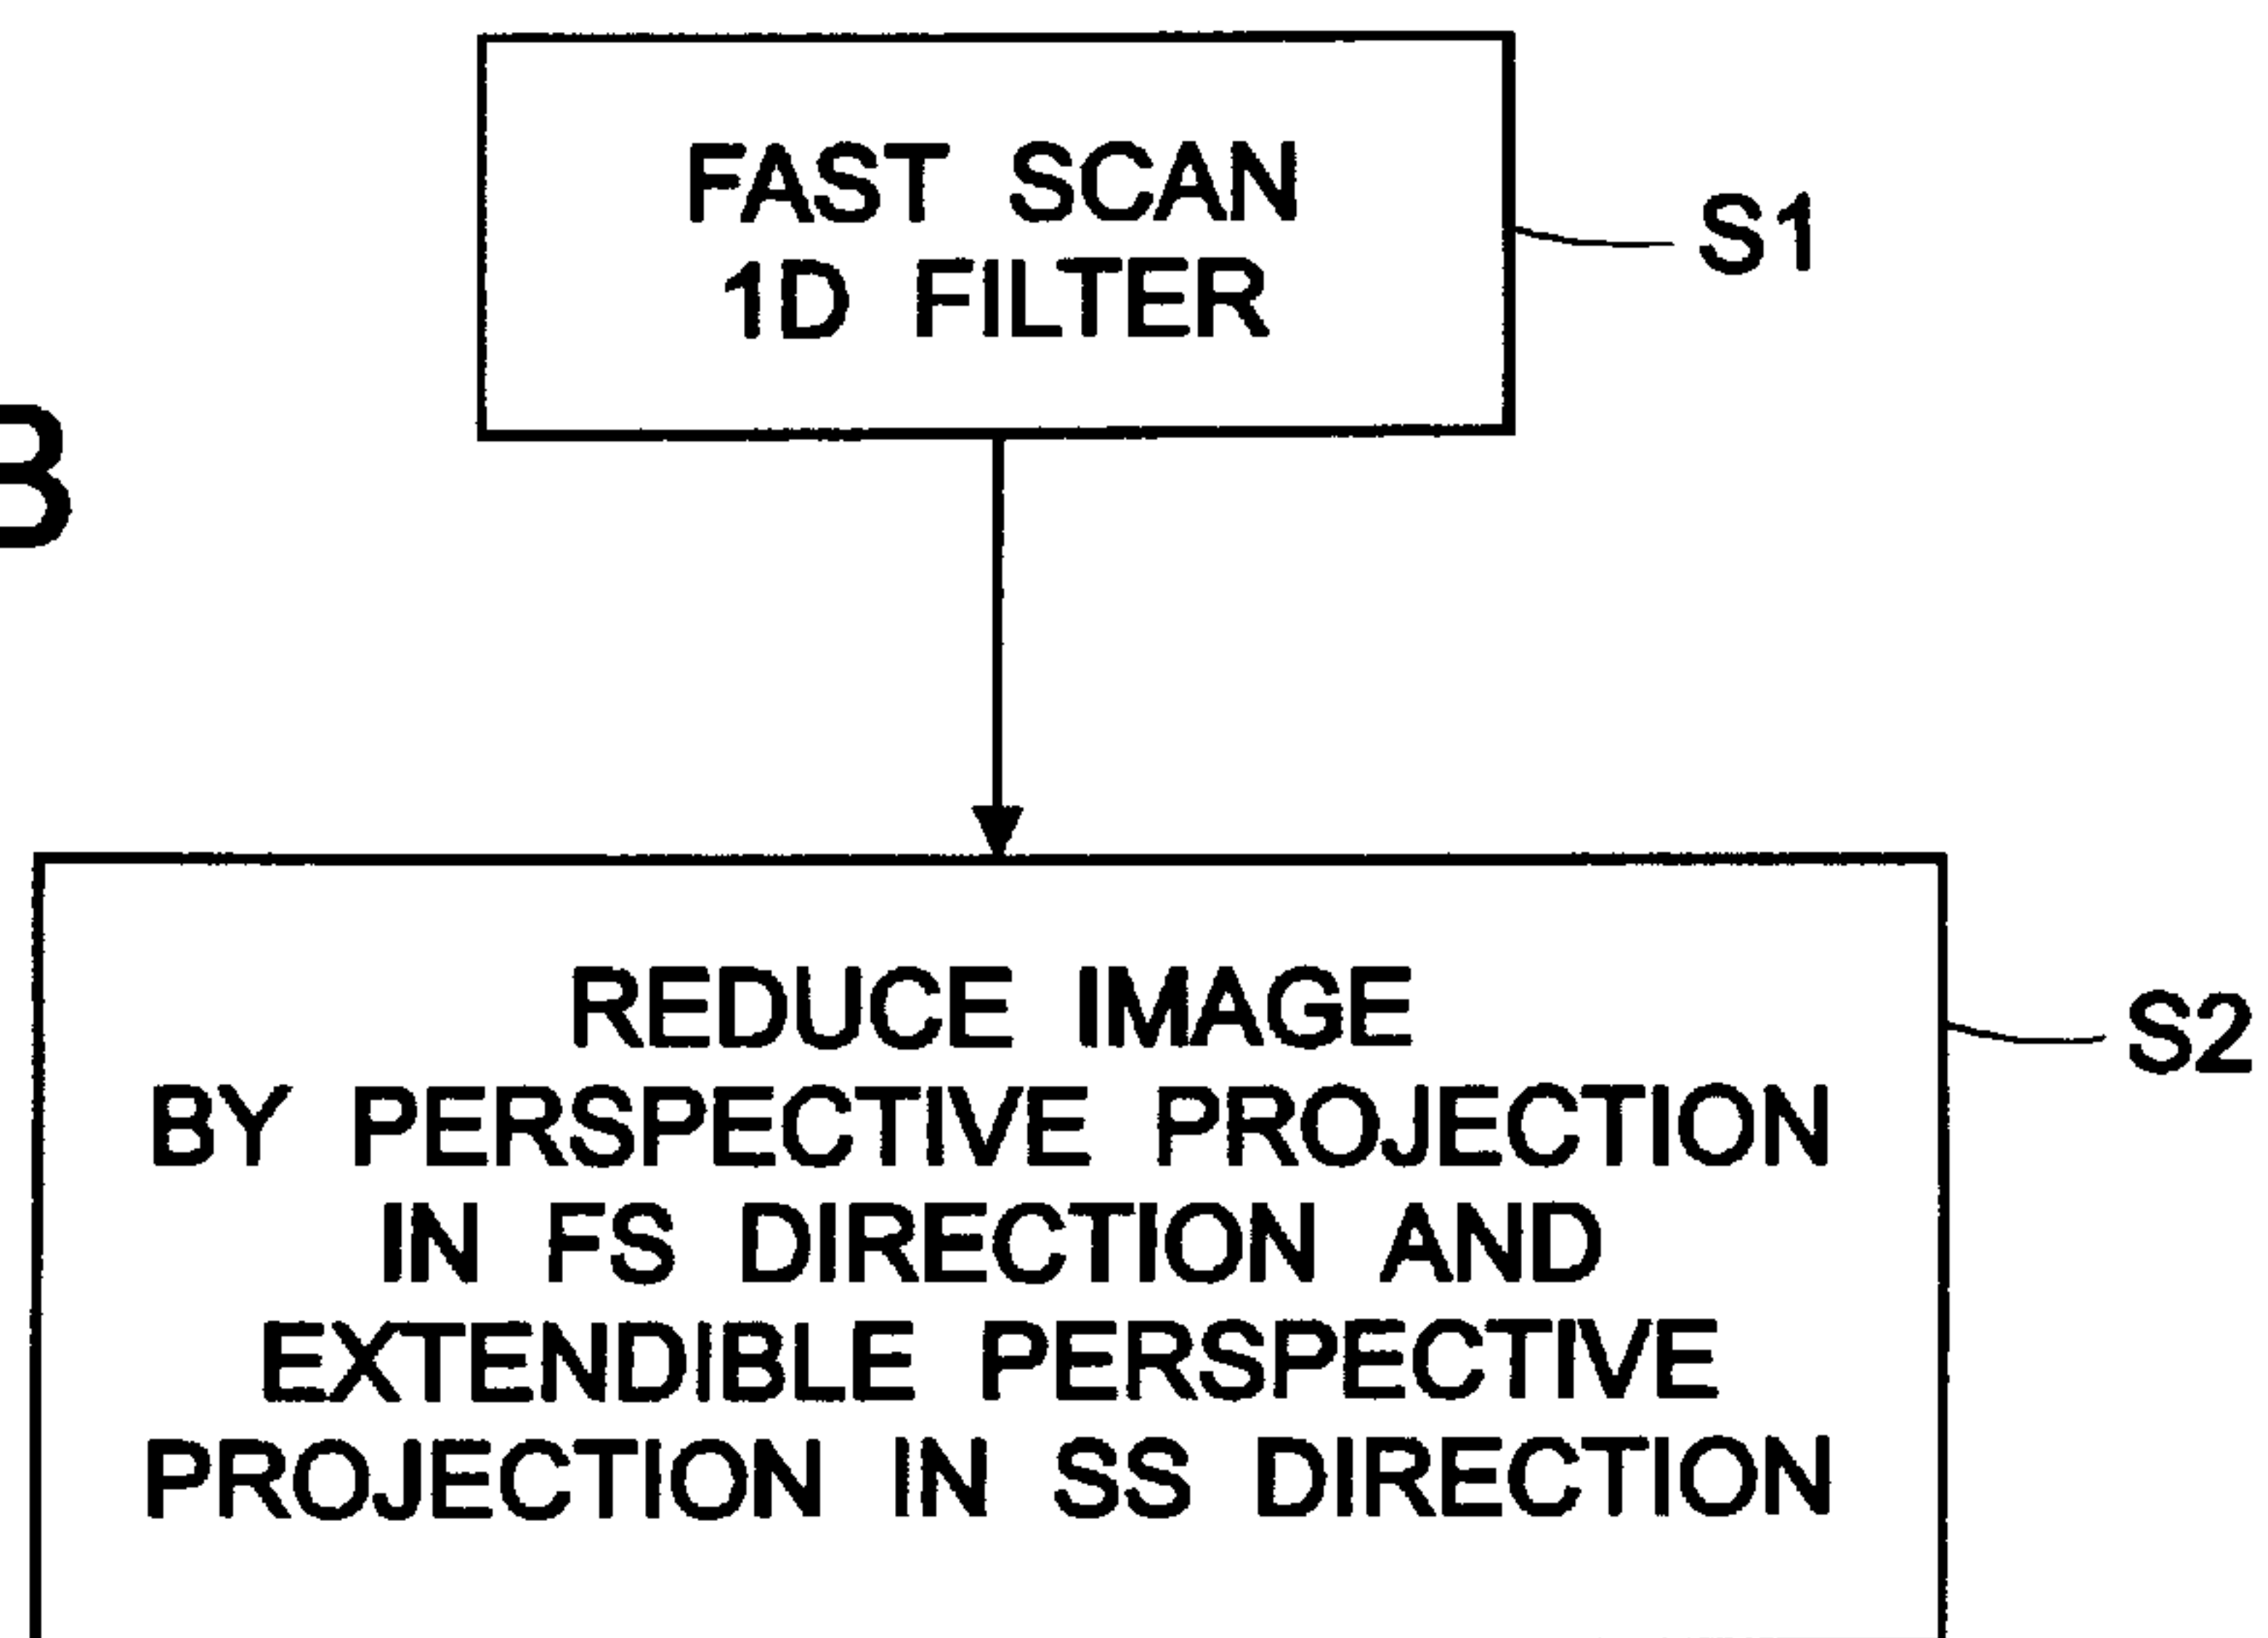 FAST SCAN
1D FILTER
S1
B
REDUCE IMAGE
BY PERSPECTIVE PROJECTION
IN FS DIRECTION AND
EXTENDIBLE PERSPECTIVE
PROJECTION IN SS DIRECTION
S2